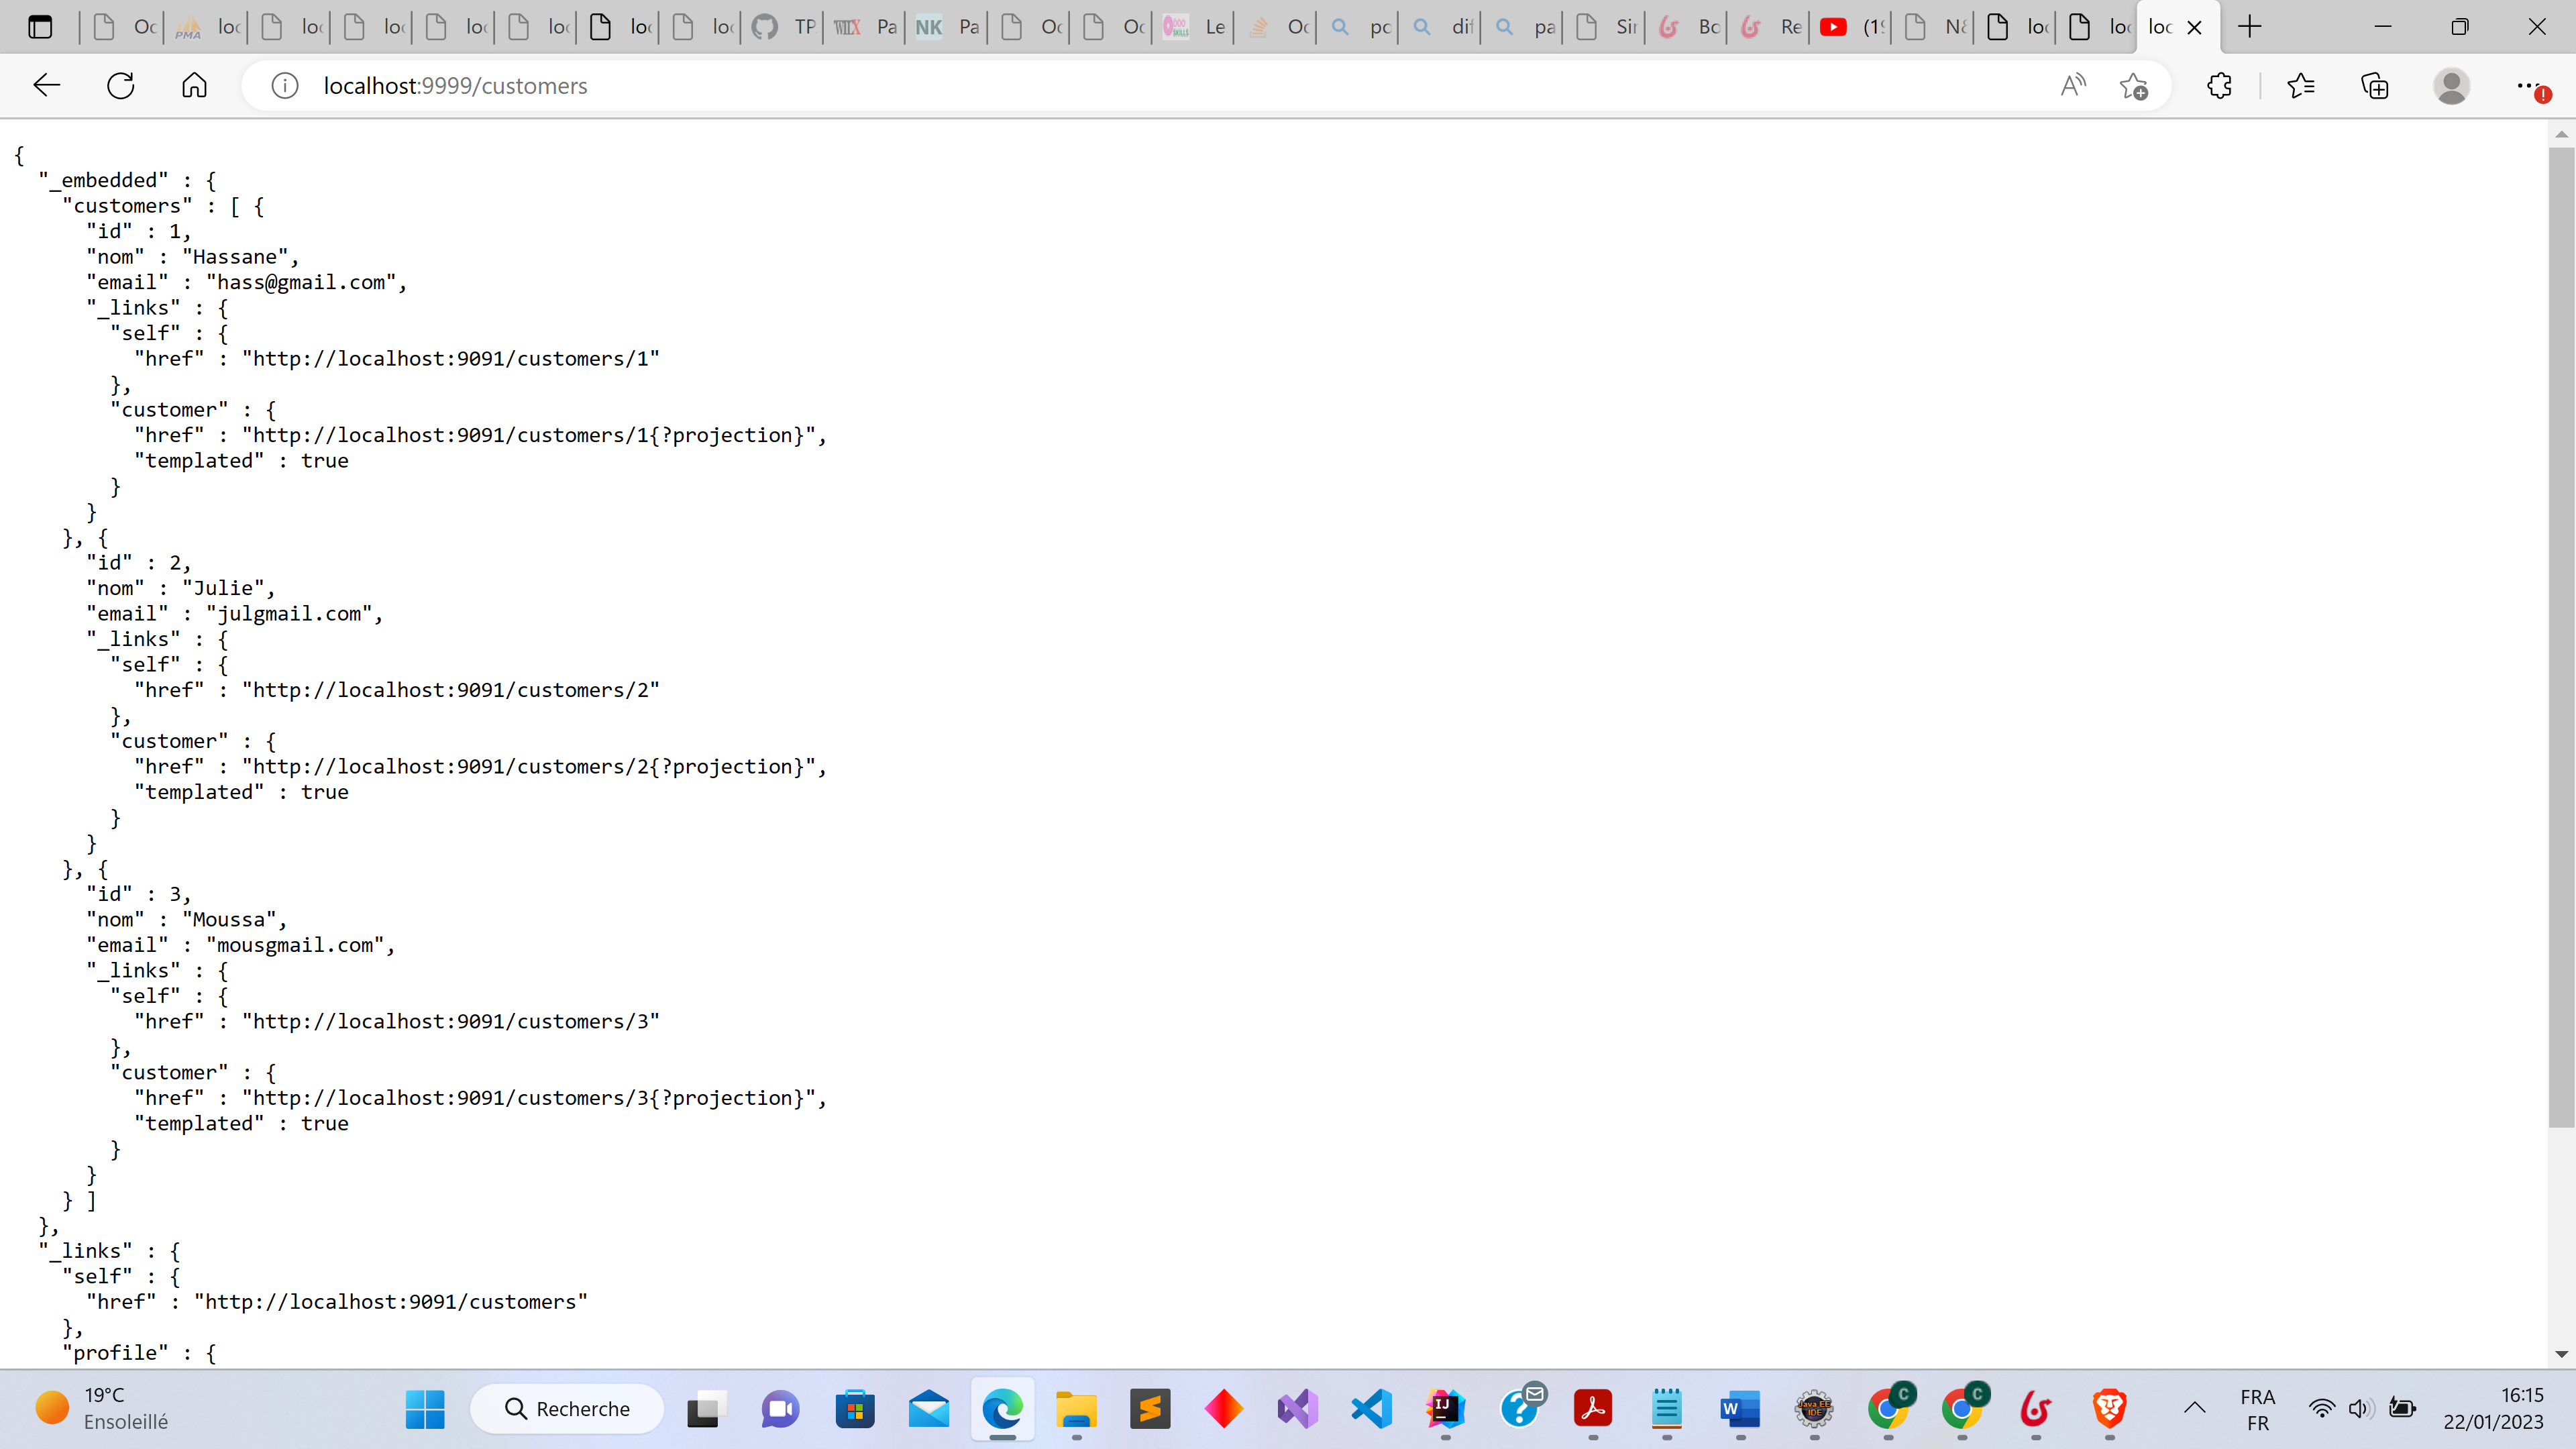 Oc
loc
loc
loc
loc
loc
loc
loc
TP
Pa
NK Pa
Oc
Oc
Le
Oc
po
dif
pa
Sir
Bo
Re
(19
N&
loc
loc
loc
localhost:9999/customers
{
"_embedded" : {
"customers" : [ {
"id" : 1,
"nom" : "Hassane",
"email" : "hass@gmail.com",
"_links" : {
"self" : {
"href" : "http://localhost:9091/customers/1"
},
"customer" : {
"href" : "http://localhost:9091/customers/1{?projection}",
"templated" : true
}
}
}, {
"id" : 2,
"nom" : "Julie",
"email" : "julgmail.com",
"_links" : {
"self" : {
"href" : "http://localhost:9091/customers/2"
},
"customer" : {
"href" : "http://localhost:9091/customers/2{?projection}",
"templated" : true
}
}
}, {
"id" : 3,
"nom" : "Moussa",
"email" : "mousgmail.com",
"_links" : {
"self" : {
"href" : "http://localhost:9091/customers/3"
},
"customer" : {
"href" : "http://localhost:9091/customers/3{?projection}",
"templated" : true
}
}
} ]
},
"_links" : {
"self" : {
"href" : "http://localhost:9091/customers"
},
"profile" : {
19°C
Ensoleillé
Recherche
FRA
FR
16:15
22/01/2023